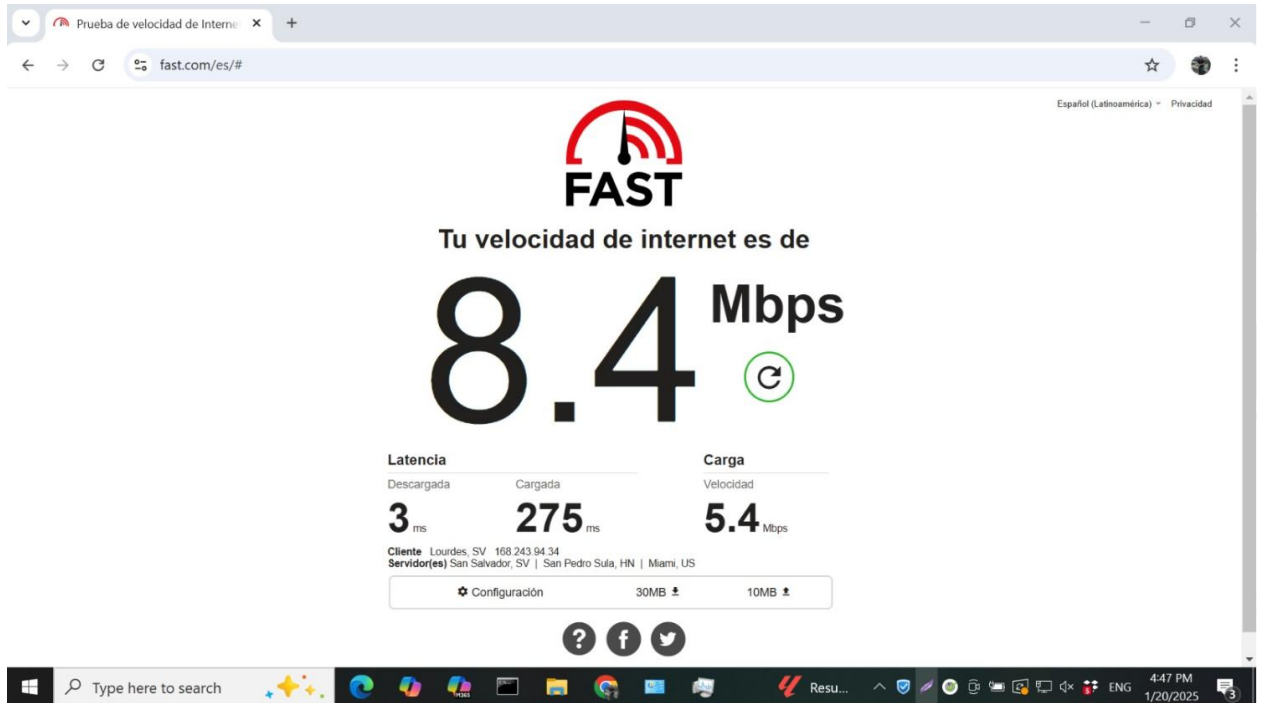 Prueba de velocidad de Interne
fast.com/es/#
Español (Latinoamérica) Privacidad
FAST
Tu velocidad de internet es de
8.4 Mbps
Latencia Carga
Descargada Cargada Velocidad
3 ms 275 ms 5.4 Mbps
Cliente Lourdes, SV 168.243.94.34
Servidor(es) San Salvador, SV | San Pedro Sula, HN | Miami, US
Configuración 30MB 10MB
?
f
Type here to search
M365
Resu...
ENG
4:47 PM
1/20/2025
3